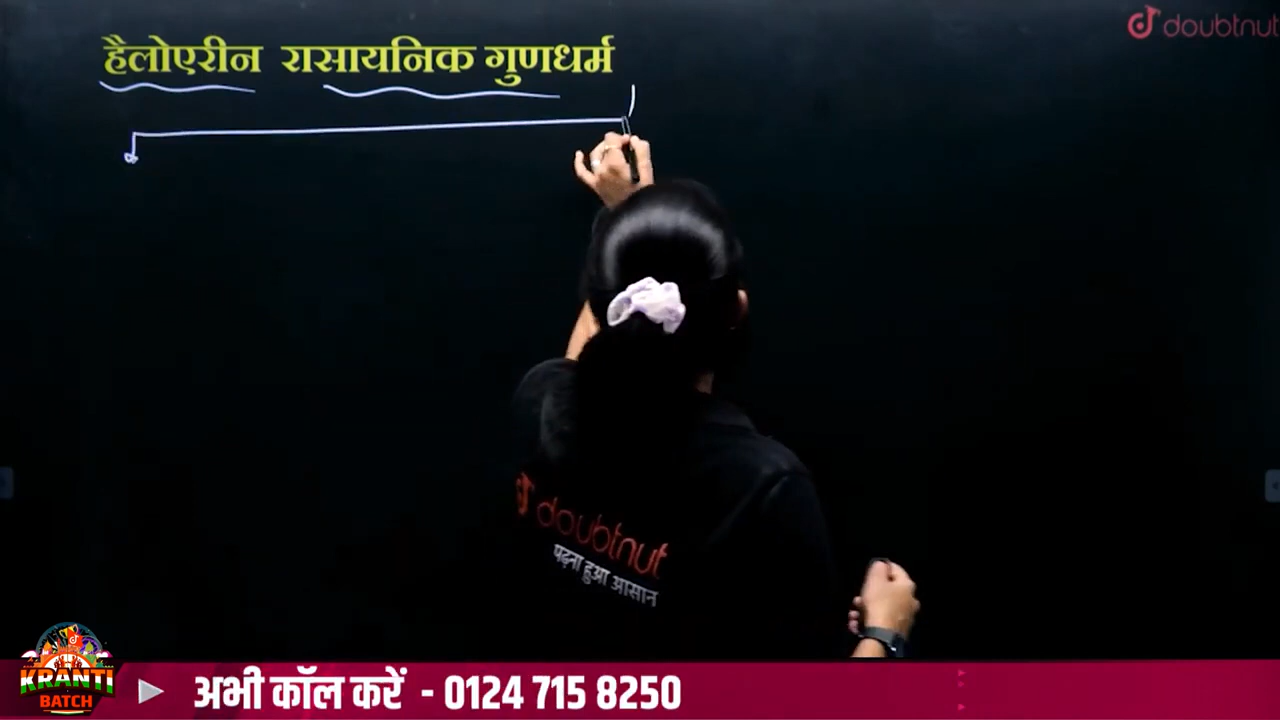 हैलोएरीन रासायनिक गुणधर्म
doubtnut
doubtnut
पढ़ना हुआ आसान
KRANTI
BATCH
अभी कॉल करें - 0124 715 8250